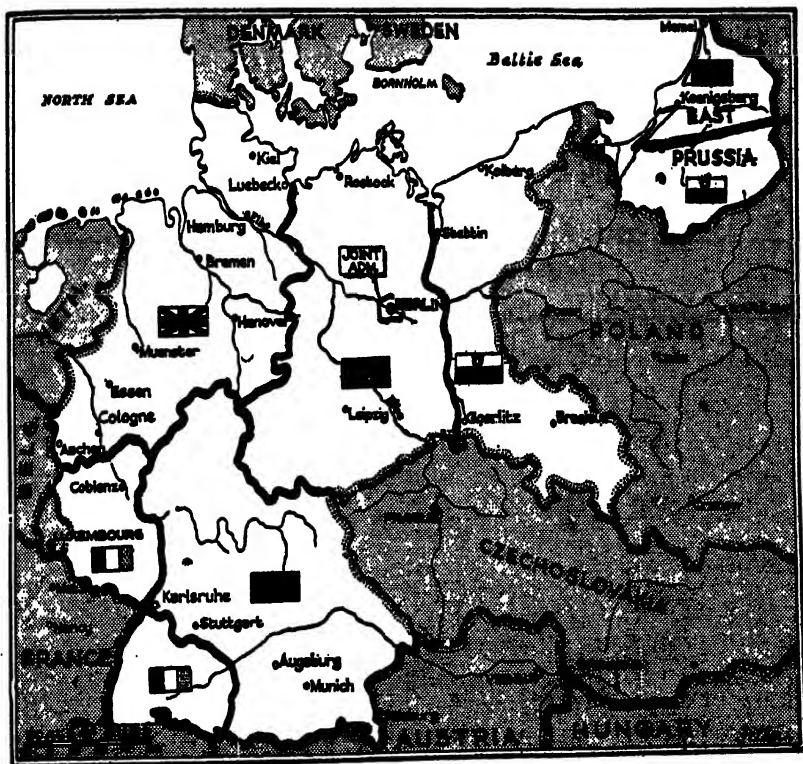 DENMARK
SWEDEN
Baltic Sea
NORTH SEA
BORNHOLM
Memel
Koenigsberg
EAST
PRUSSIA
Kiel
Luebeck
Rostock
Kolberg
Hamburg
Stettin
Bremen
JOINT
ADM.
BERLIN
Hanover
Muenster
POLAND
Essen
Cologne
Leipzig
Goerlitz
Breslau
Aachen
BELG.
Coblenz
LUXEMBOURG
CZECHOSLOVAKIA
Karlsruhe
Stuttgart
FRANCE
Augsburg
Munich
AUSTRIA
HUNGARY